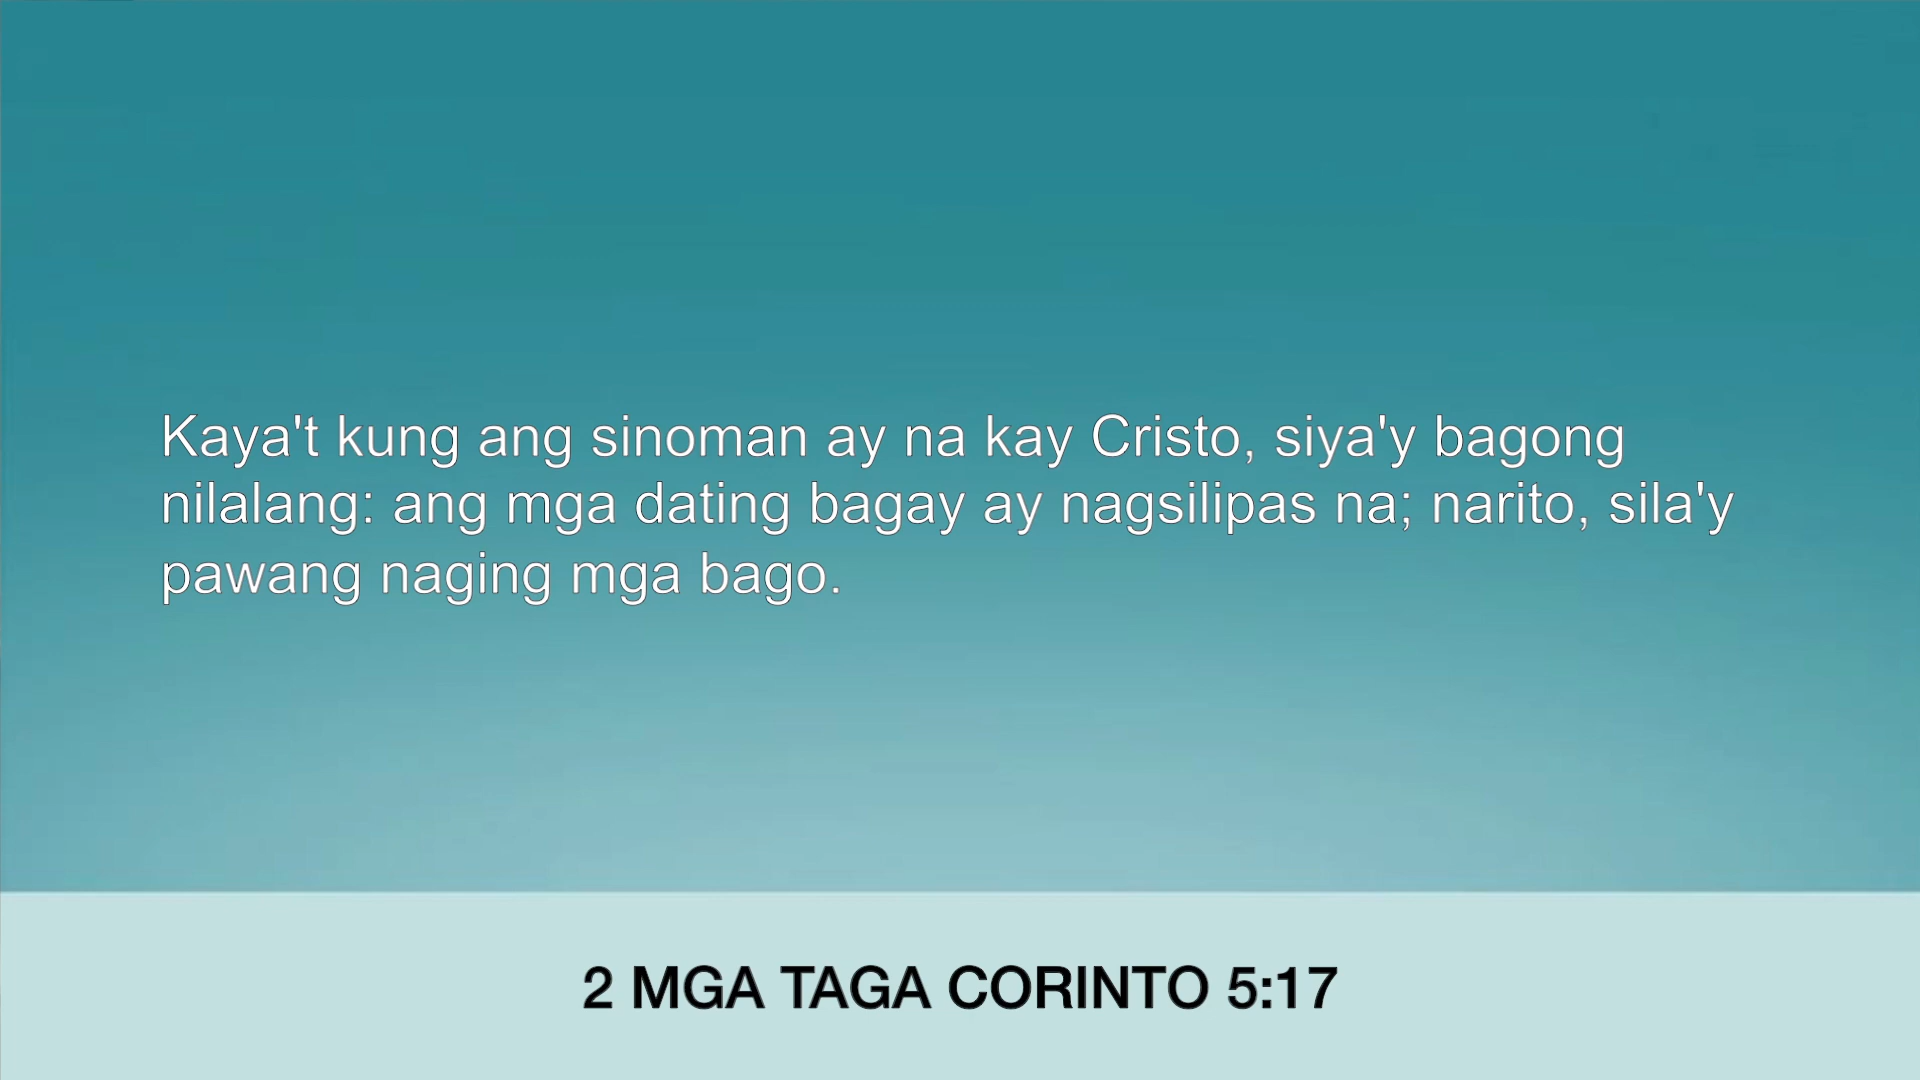 Kaya't kung ang sinoman ay na kay Cristo, siya'y bagong
nilalang: ang mga dating bagay ay nagsilipas na; narito, sila'y
pawang naging mga bago.
2 MGA TAGA CORINTO 5:17